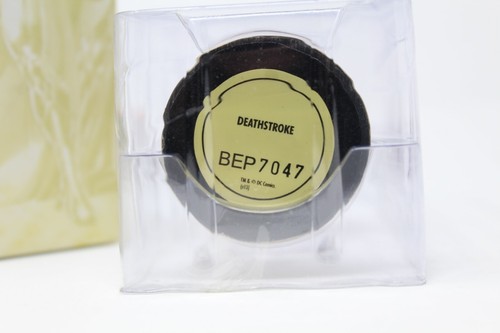 DEATHSTROKE
BEP7047
TM & © DC Comics.